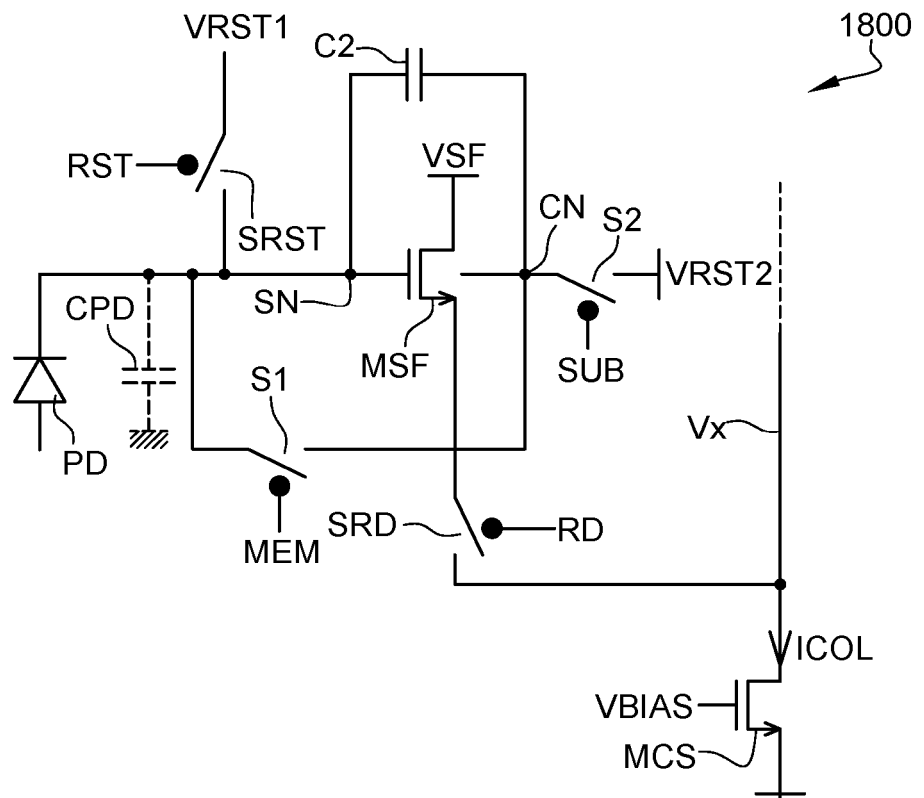 VRST1
C2
1800
RST
VSF
SRST
CN
S2
SN
VRST2
CPD
MSF
SUB
S1
PD
Vx
SRD
RD
MEM
ICOL
VBIAS
MCS